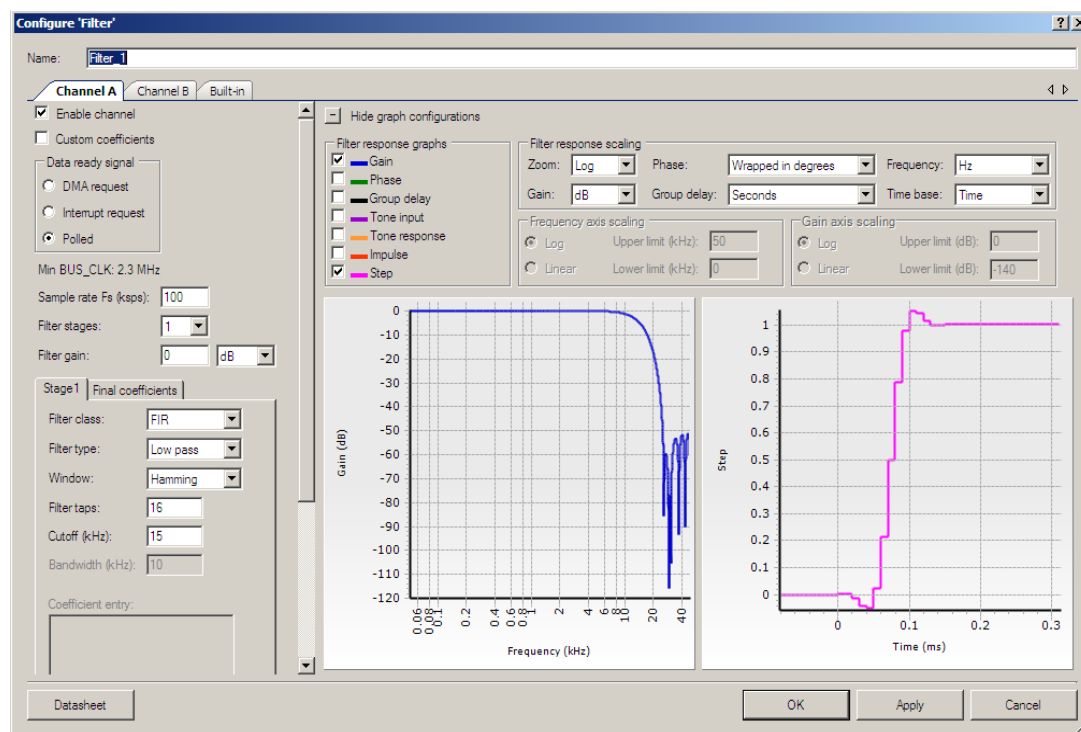 Configure 'Filter'
Name: Filter_1
Channel A Channel B Built-in
Enable channel
Custom coefficients
Data ready signal
DMA request
Interrupt request
Polled
Min BUS_CLK: 2.3 MHz
Sample rate Fs (ksps): 100
Filter stages: 1
Filter gain: 0 dB
Stage1 Final coefficients
Filter class: FIR
Filter type: Low pass
Window: Hamming
Filter taps: 16
Cutoff (kHz): 15
Bandwidth (kHz): 10
Coefficient entry:
Hide graph configurations
Filter response graphs
Gain
Phase
Group delay
Tone input
Tone response
Impulse
Step
Filter response scaling
Zoom: Log Phase: Wrapped in degrees Frequency: Hz
Gain: dB Group delay: Seconds Time base: Time
Frequency axis scaling
Log Upper limit (kHz): 50
Linear Lower limit (kHz): 0
Gain axis scaling
Log Upper limit (dB): 0
Linear Lower limit (dB): -140
Gain (dB)
0
-10
-20
-30
-40
-50
-60
-70
-80
-90
-100
-110
-120
0.06 0.08 0.1 0.2 0.4 0.6 0.8 1 2 4 6 8 10 20 40
Frequency (kHz)
Step
1
0.9
0.8
0.7
0.6
0.5
0.4
0.3
0.2
0.1
0
0 0.1 0.2 0.3
Time (ms)
Datasheet OK Apply Cancel